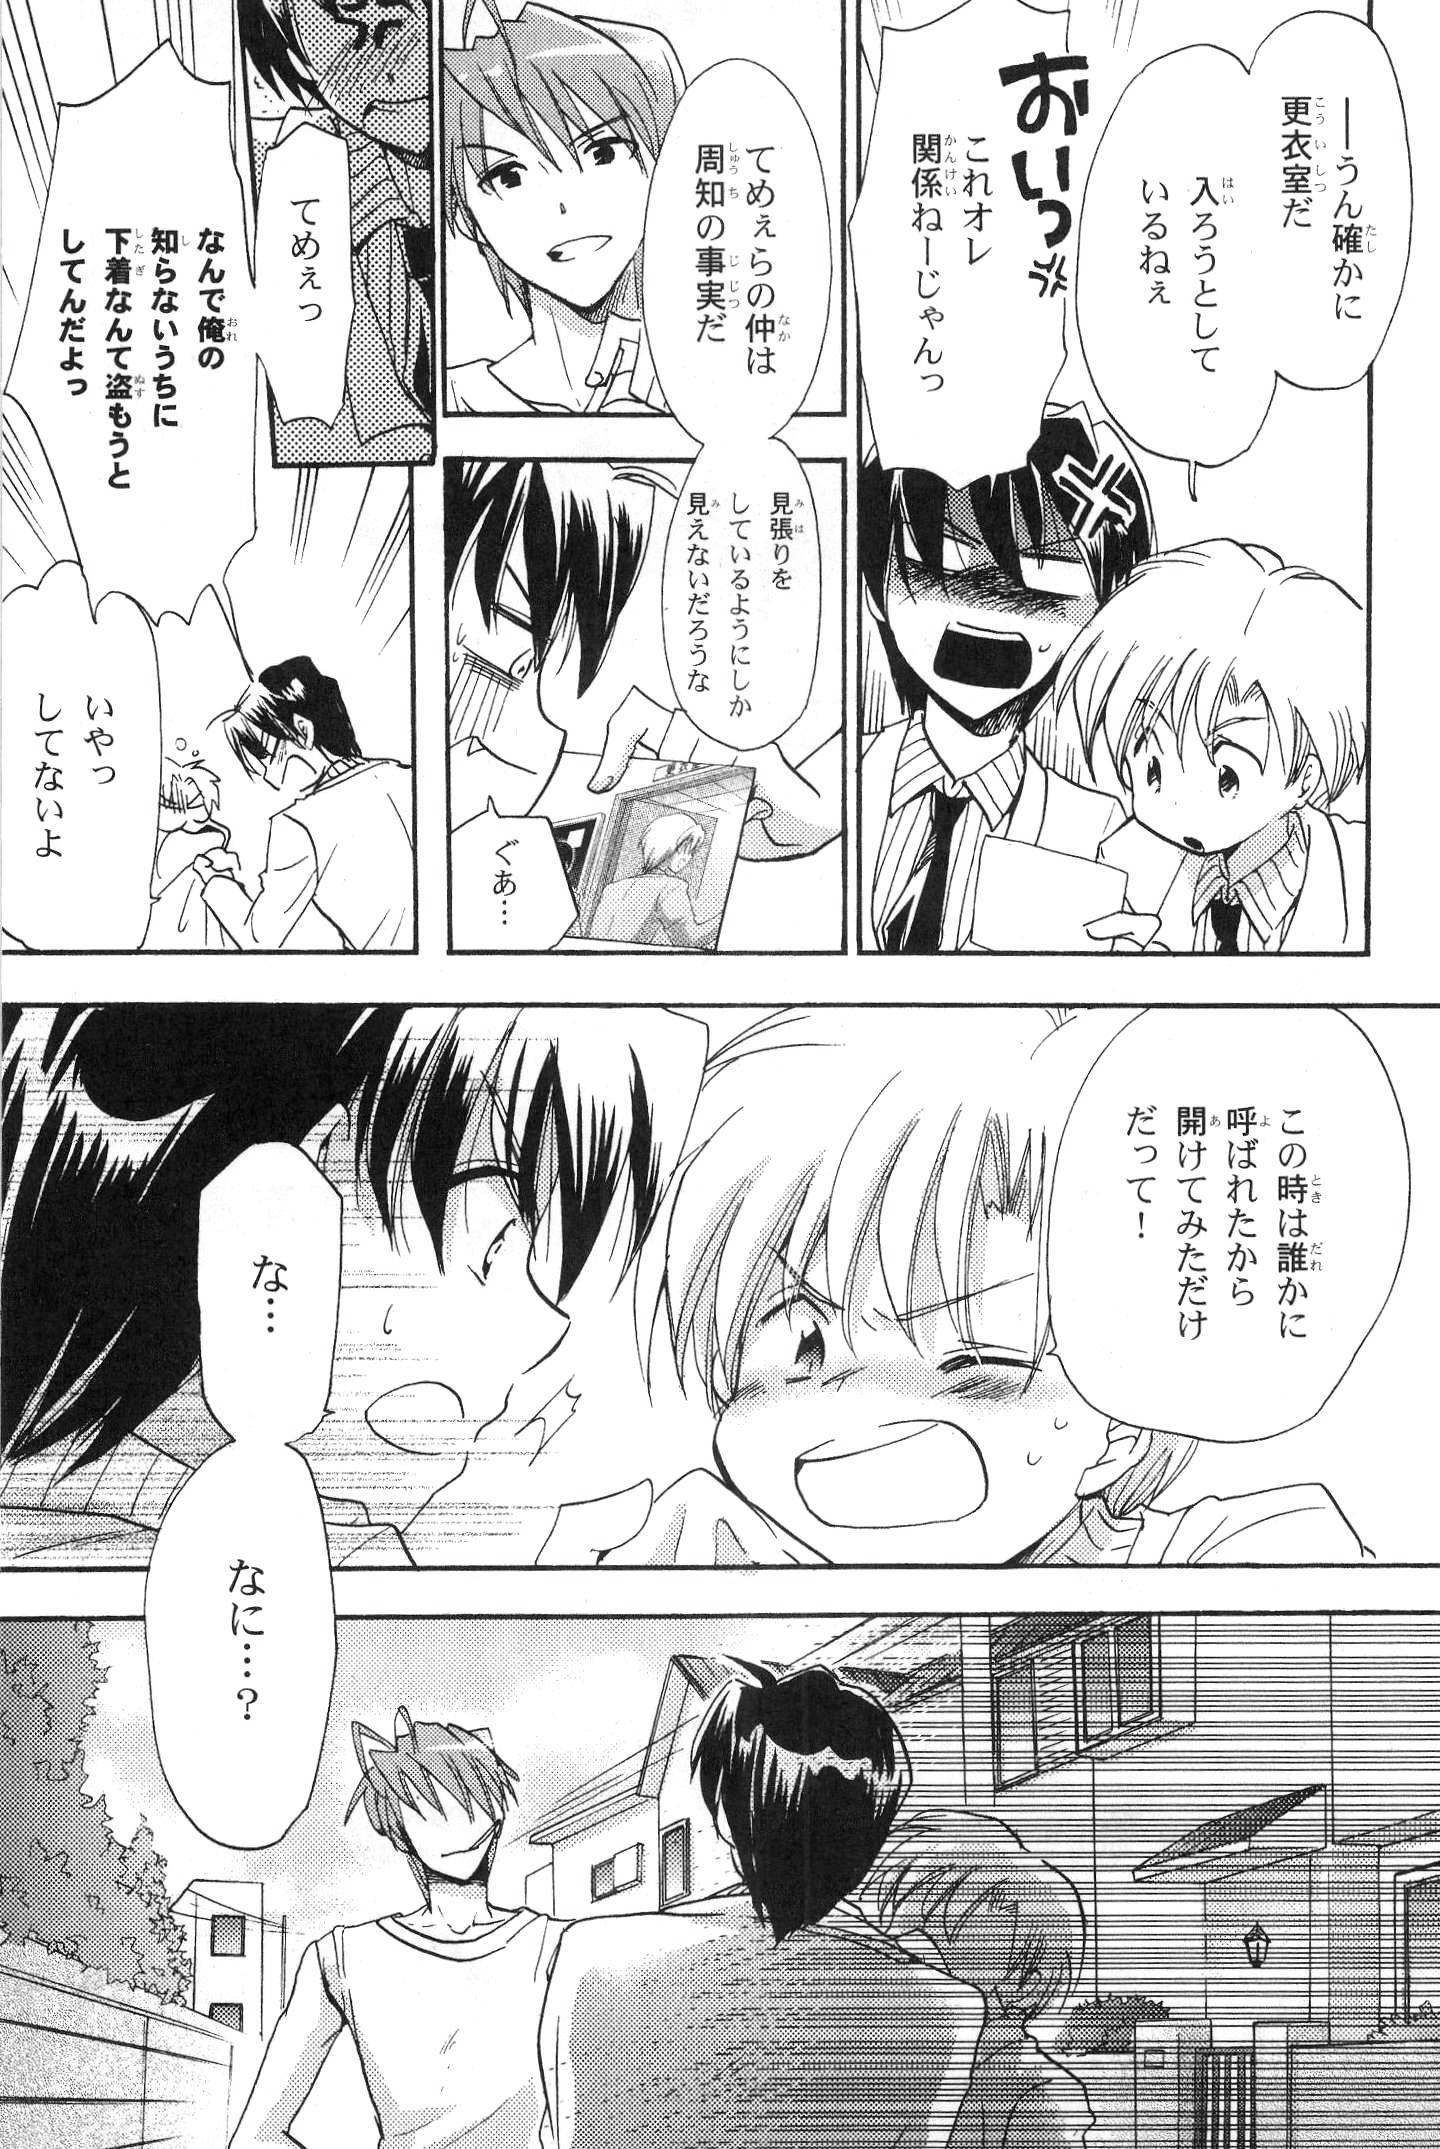 ―うん確かに
更衣室だ
入ろうとして
いるねぇ
おいっ
これオレ
関係ねーじゃんっ
てめぇらの仲は
周知の事実だ
見張りを
しているようにしか
見えないだろうな
ぐあ…
てめぇっ
なんで俺の
知らないうちに
下着なんて盗もうと
してんだよっ
いやっ
してないよ
この時は誰かに
呼ばれたから
開けてみただけ
だって！
な…
なに……？